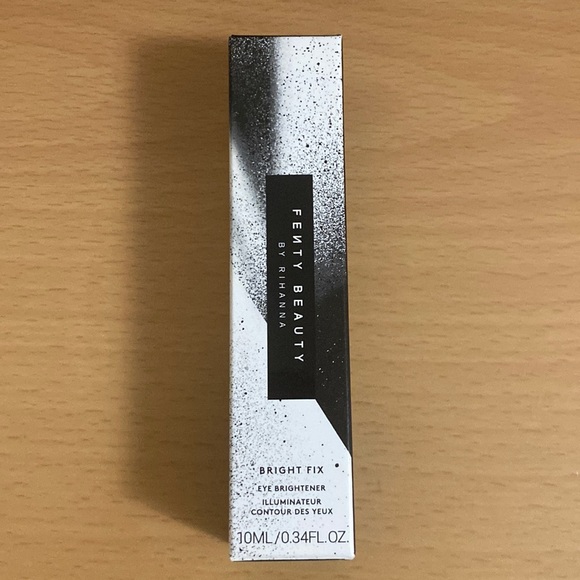 FENTY BEAUTY
BY RIHANNA
BRIGHT FIX
EYE BRIGHTENER
ILLUMINATEUR
CONTOUR DES YEUX
10ML/0.34FL.OZ.